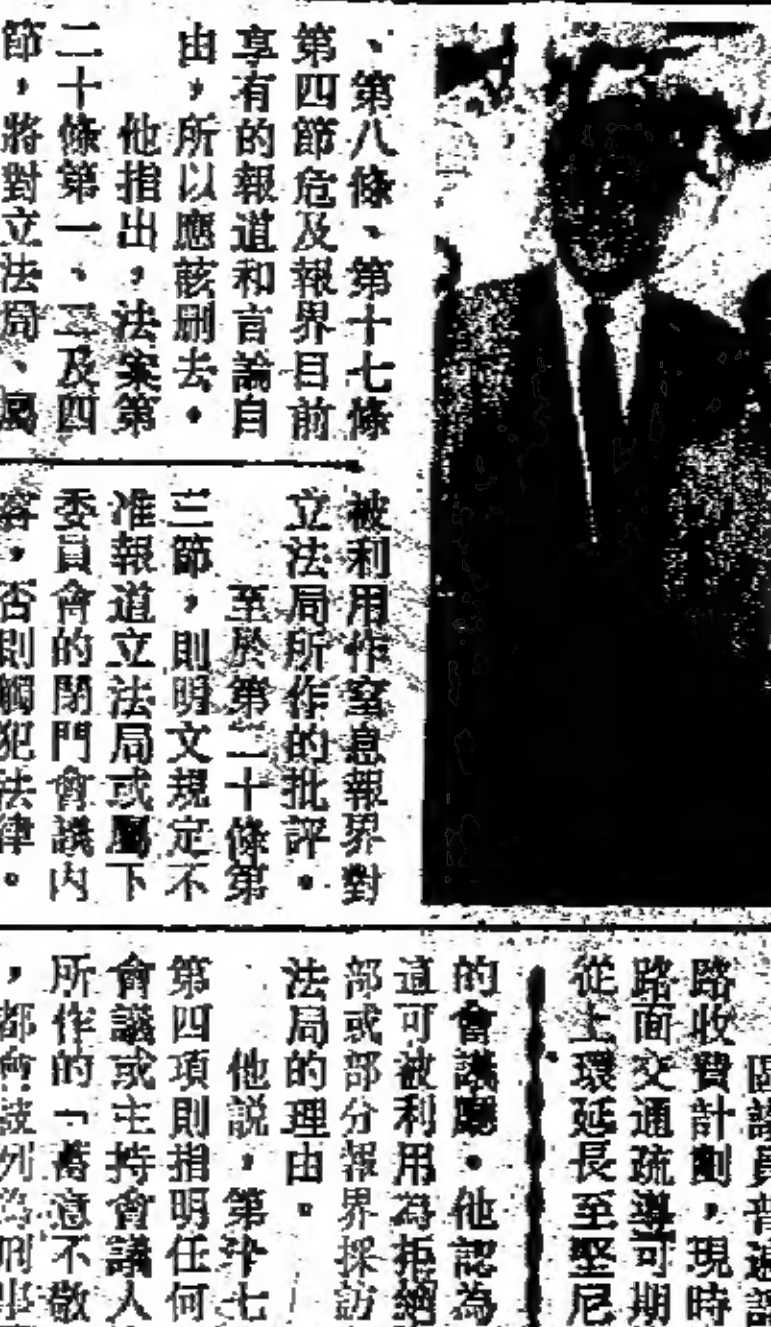 、第八條、第十七條
第四節危及報界目前
享有的報道和言論自
由，所以應該刪去。
他指出，法案第
二十條第一、二及四
節，將對立法局、屬
被利用作窒息報界對
立法局所作的批評。
至於第二十條第
三節，則明文規定不
准報道立法局或屬下
委員會的閉門會議內
容，否則觸犯法律。
區議員普遍
路收費計劃，現時
路面交通疏導可期
從上環延長至堅尼
的會議廳。他認為
道可被利用為拒絕
部或部分報界採訪
法局的理由。
他說，第十七
第四項則指明任何
會議或主持會議人
所作的「蓄意不敬
，都會被列為刑事